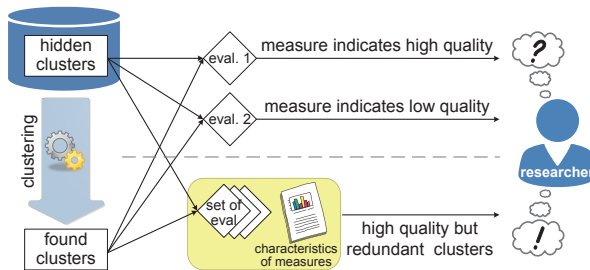 hidden
clusters
eval. 1
measure indicates high quality
?
eval. 2
measure indicates low quality
clustering
researcher
set of
eval.
characteristics
of measures
high quality but
redundant clusters
!
found
clusters